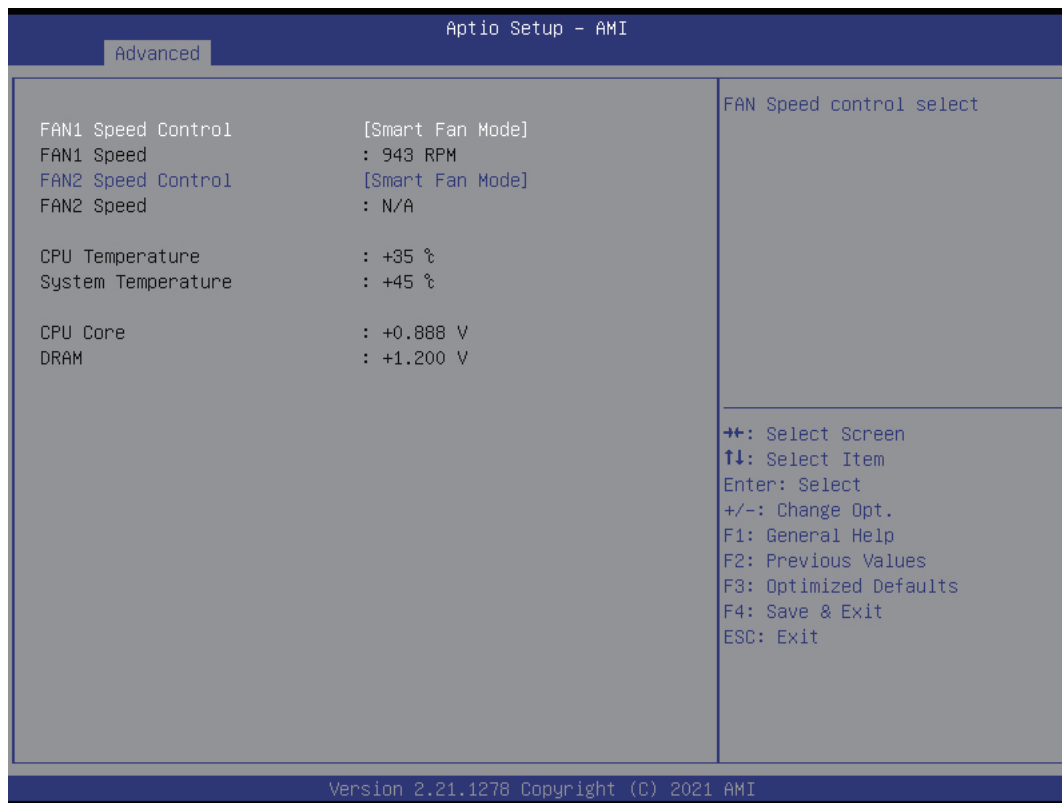 Aptio Setup – AMI
Advanced
FAN1 Speed Control [Smart Fan Mode]
FAN1 Speed : 943 RPM
FAN2 Speed Control [Smart Fan Mode]
FAN2 Speed : N/A
CPU Temperature : +35 ℃
System Temperature : +45 ℃
CPU Core : +0.888 V
DRAM : +1.200 V
FAN Speed control select
→←: Select Screen
↑↓: Select Item
Enter: Select
+/-: Change Opt.
F1: General Help
F2: Previous Values
F3: Optimized Defaults
F4: Save & Exit
ESC: Exit
Version 2.21.1278 Copyright (C) 2021 AMI